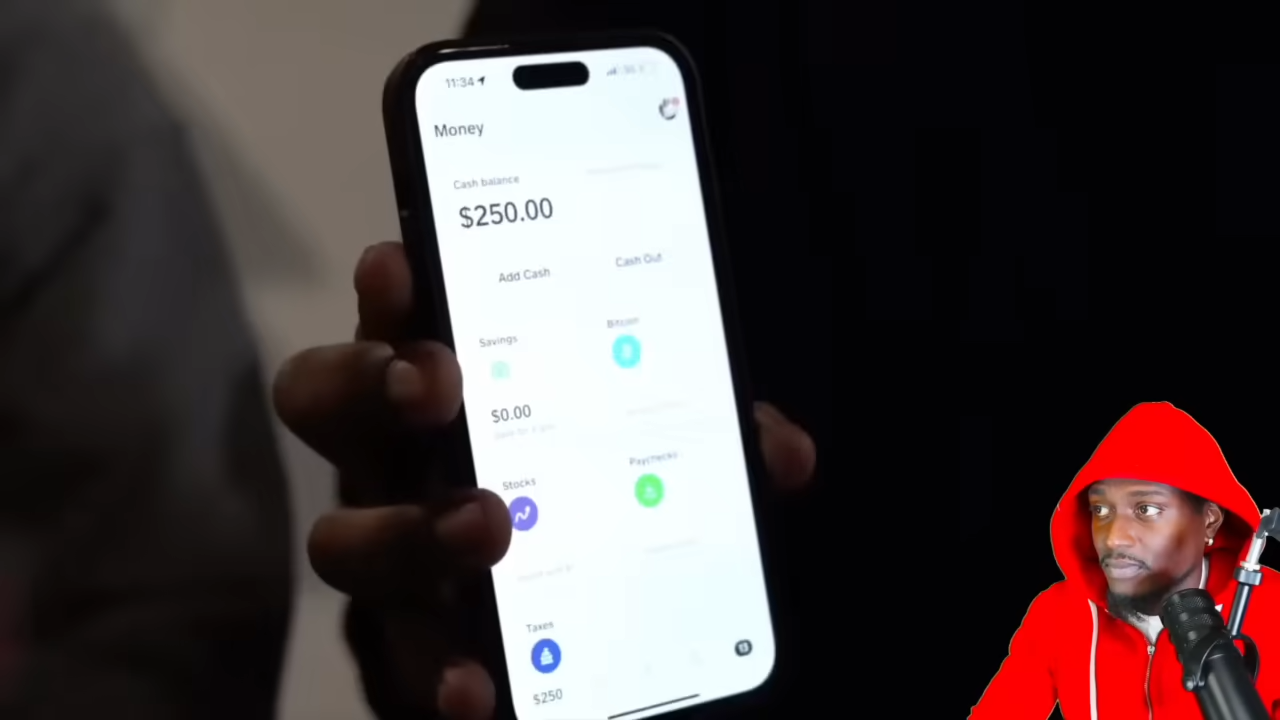 11:34
Money
Cash balance
$250.00
Add Cash
Cash Out
Savings
Bitcoin
$0.00
Stocks
Paychecks
Taxes
13
$250